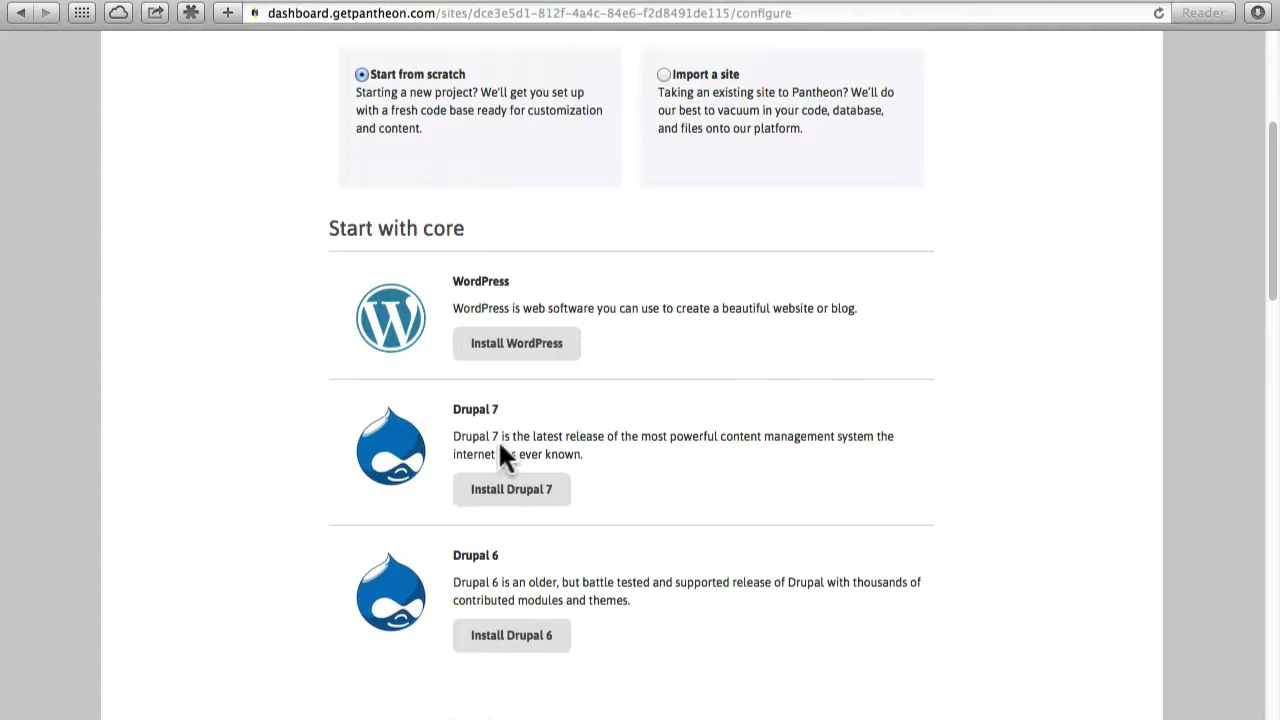 dashboard.getpantheon.com/sites/dce3e5d1-812f-4a4c-84e6-f2d8491de115/configure
Reader
Start from scratch
Starting a new project? We'll get you set up
with a fresh code base ready for customization
and content.
Import a site
Taking an existing site to Pantheon? We'll do
our best to vacuum in your code, database,
and files onto our platform.
Start with core
WordPress
WordPress is web software you can use to create a beautiful website or blog.
Install WordPress
Drupal 7
Drupal 7 is the latest release of the most powerful content management system the
internet ever known.
Install Drupal 7
Drupal 6
Drupal 6 is an older, but battle tested and supported release of Drupal with thousands of
contributed modules and themes.
Install Drupal 6